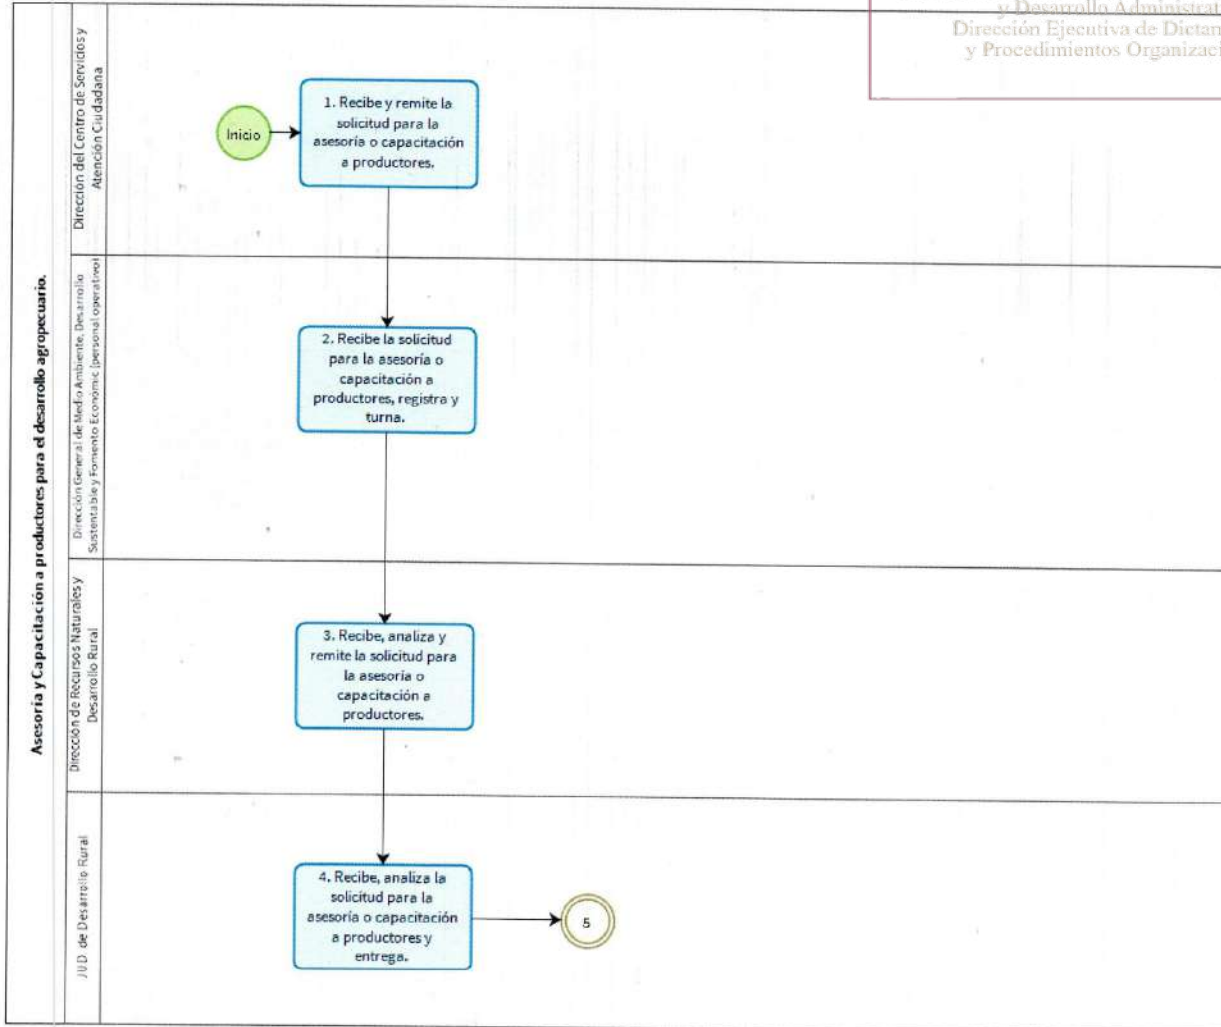 y Desarrollo Administrat
Dirección Ejecutiva de Dictam
y Procedimientos Organizaci
Asesoría y Capacitación a productores para el desarrollo agropecuario.
Dirección del Centro de Servicios y
Atención Ciudadana
Inicio
1. Recibe y remite la
solicitud para la
asesoría o capacitación
a productores.
Dirección General de Medio Ambiente, Desarrollo
Sustentable y Fomento Económic (personal operativo)
2. Recibe la solicitud
para la asesoría o
capacitación a
productores, registra y
turna.
Dirección de Recursos Naturales y
Desarrollo Rural
3. Recibe, analiza y
remite la solicitud para
la asesoría o
capacitación a
productores.
JUD de Desarrollo Rural
4. Recibe, analiza la
solicitud para la
asesoría o capacitación
a productores y
entrega.
5